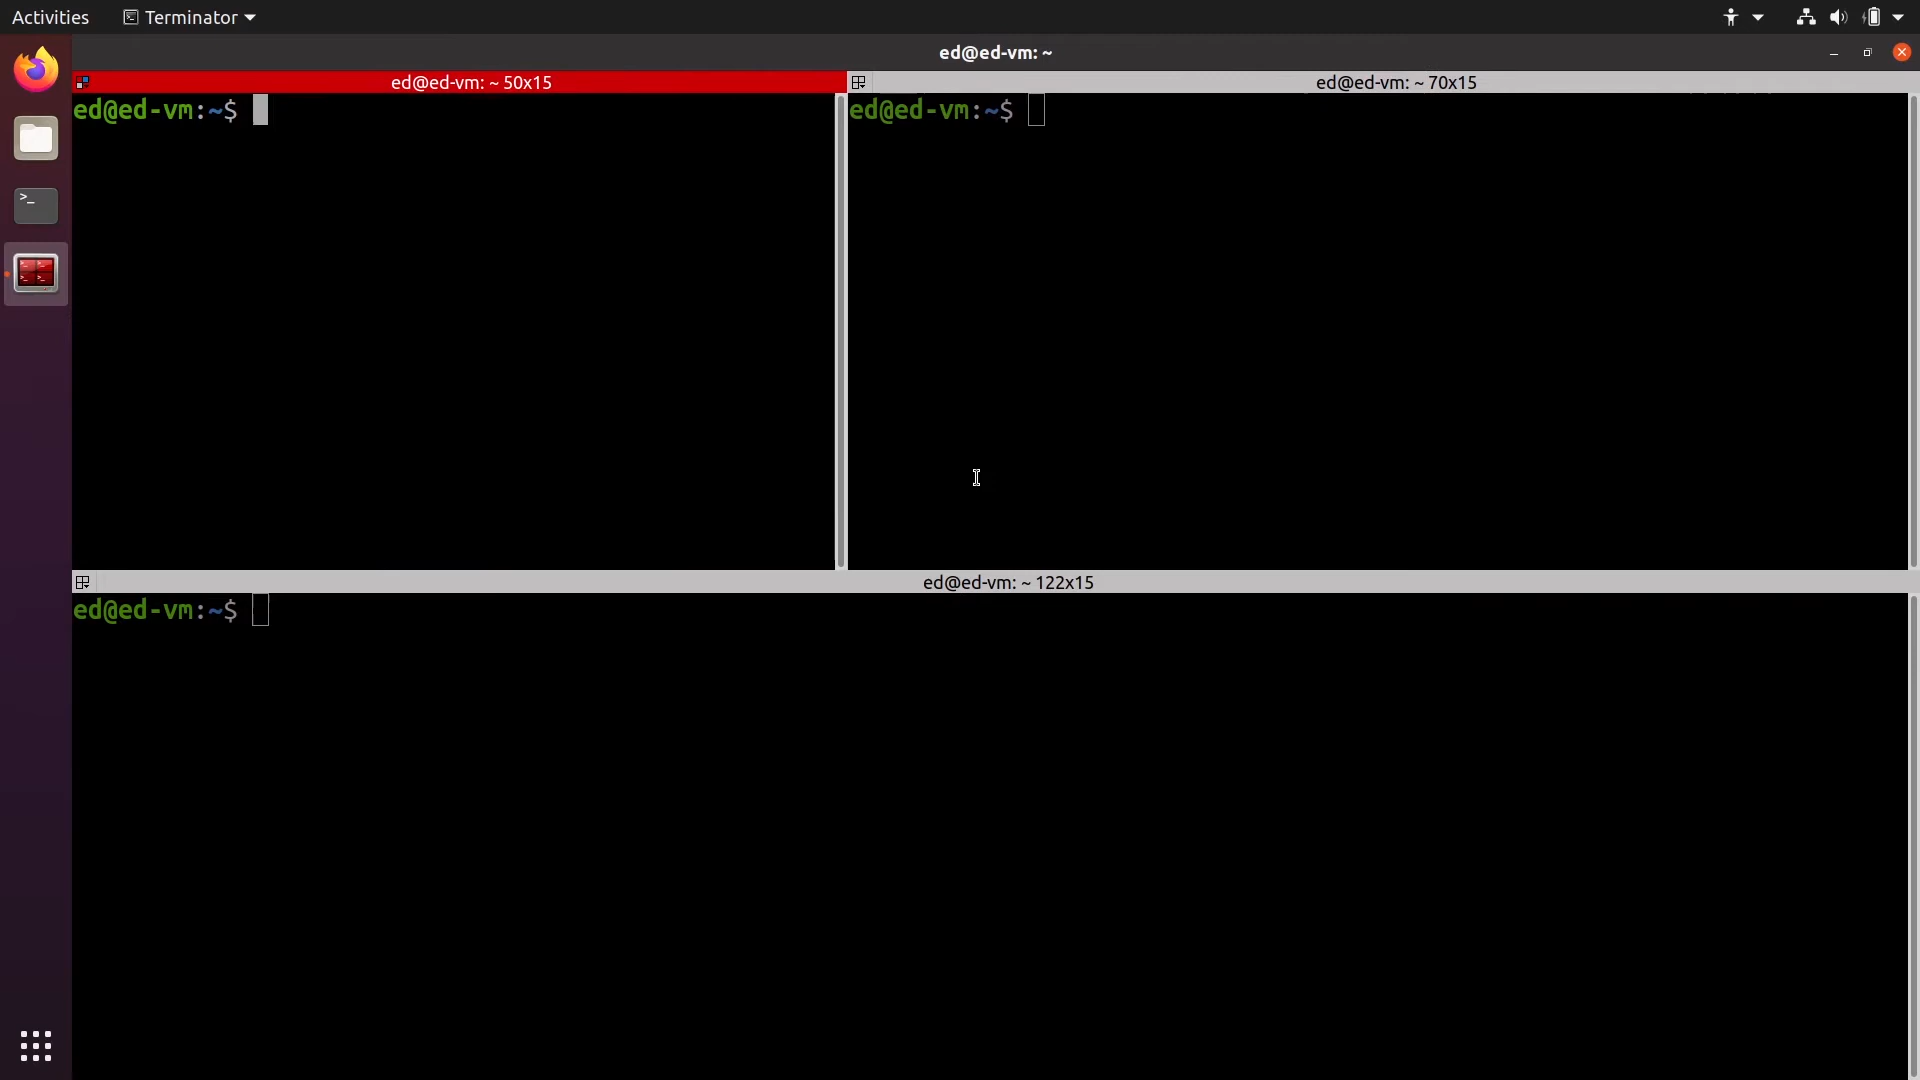 Activities
Terminator
ed@ed-vm: ~
ed@ed-vm: ~ 50x15
ed@ed-vm: ~ 70x15
ed@ed-vm:~$
ed@ed-vm:~$
ed@ed-vm: ~ 122x15
ed@ed-vm:~$